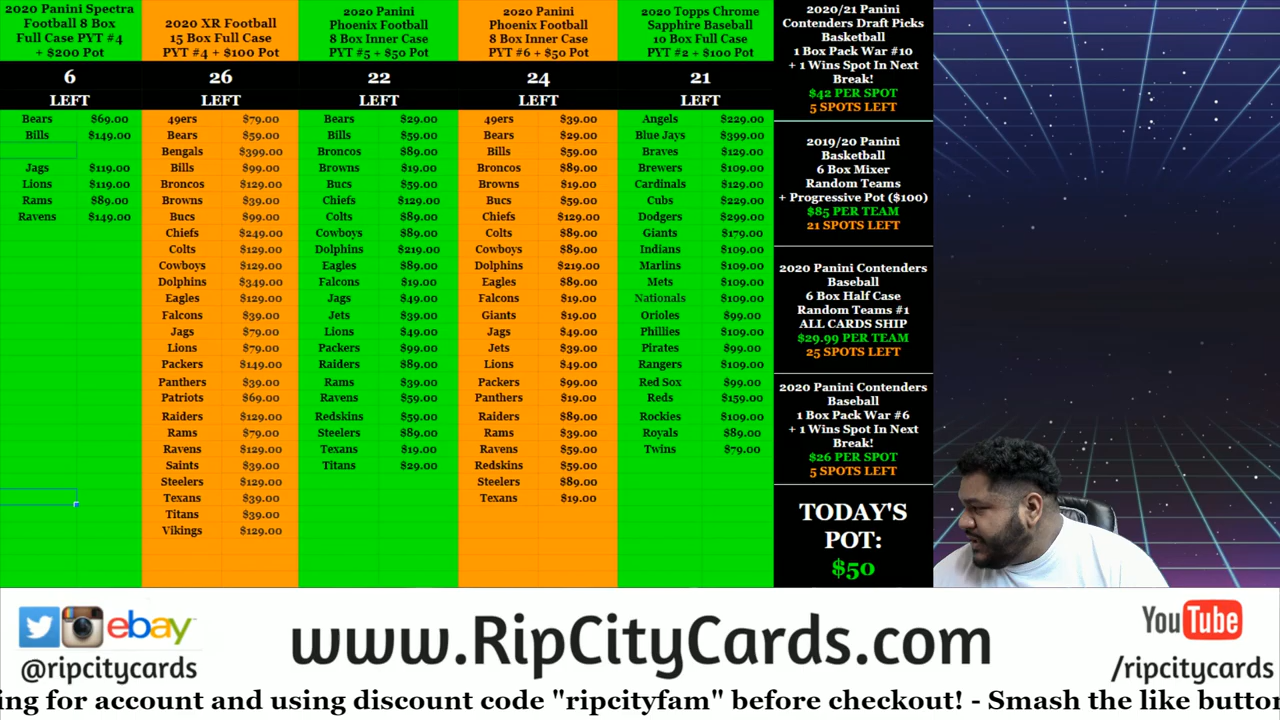 2020 Panini Spectra
Football 8 Box
Full Case PYT #4
+ $200 Pot
6
LEFT
Bears $69.00
Bills $149.00
Jags $119.00
Lions $119.00
Rams $89.00
Ravens $149.00
2020 XR Football
15 Box Full Case
PYT #4 + $100 Pot
26
LEFT
49ers $79.00
Bears $59.00
Bengals $399.00
Bills $99.00
Broncos $129.00
Browns $39.00
Bucs $99.00
Chiefs $249.00
Colts $129.00
Cowboys $129.00
Dolphins $349.00
Eagles $129.00
Falcons $39.00
Jags $79.00
Lions $79.00
Packers $149.00
Panthers $39.00
Patriots $69.00
Raiders $129.00
Rams $79.00
Ravens $129.00
Saints $39.00
Steelers $129.00
Texans $39.00
Titans $39.00
Vikings $129.00
2020 Panini
Phoenix Football
8 Box Inner Case
PYT #5 + $50 Pot
22
LEFT
Bears $29.00
Bills $59.00
Broncos $89.00
Browns $19.00
Bucs $59.00
Chiefs $129.00
Colts $89.00
Cowboys $89.00
Dolphins $219.00
Eagles $89.00
Falcons $19.00
Jags $49.00
Jets $39.00
Lions $49.00
Packers $99.00
Raiders $89.00
Rams $39.00
Ravens $59.00
Redskins $59.00
Steelers $89.00
Texans $19.00
Titans $29.00
2020 Panini
Phoenix Football
8 Box Inner Case
PYT #6 + $50 Pot
24
LEFT
49ers $39.00
Bears $29.00
Bills $59.00
Broncos $89.00
Browns $19.00
Bucs $59.00
Chiefs $129.00
Colts $89.00
Cowboys $89.00
Dolphins $219.00
Eagles $89.00
Falcons $19.00
Giants $19.00
Jags $49.00
Jets $39.00
Lions $49.00
Packers $99.00
Panthers $19.00
Raiders $89.00
Rams $39.00
Ravens $59.00
Redskins $59.00
Steelers $89.00
Texans $19.00
2020 Topps Chrome
Sapphire Baseball
10 Box Full Case
PYT #2 + $100 Pot
21
LEFT
Angels $229.00
Blue Jays $399.00
Braves $129.00
Brewers $109.00
Cardinals $129.00
Cubs $229.00
Dodgers $299.00
Giants $179.00
Indians $109.00
Marlins $109.00
Mets $109.00
Nationals $109.00
Orioles $99.00
Phillies $109.00
Pirates $99.00
Rangers $109.00
Red Sox $99.00
Reds $159.00
Rockies $109.00
Royals $89.00
Twins $79.00
2020/21 Panini
Contenders Draft Picks
Basketball
1 Box Pack War #10
+ 1 Wins Spot In Next
Break!
$42 PER SPOT
5 SPOTS LEFT
2019/20 Panini
Basketball
6 Box Mixer
Random Teams
+ Progressive Pot ($100)
$85 PER TEAM
21 SPOTS LEFT
2020 Panini Contenders
Baseball
6 Box Half Case
Random Teams #1
ALL CARDS SHIP
$29.99 PER TEAM
25 SPOTS LEFT
2020 Panini Contenders
Baseball
1 Box Pack War #6
+ 1 Wins Spot In Next
Break!
$26 PER SPOT
5 SPOTS LEFT
TODAY'S
POT:
$50
ebay
@ripcitycards
www.RipCityCards.com
YouTube
/ripcitycards
ing for account and using discount code "ripcityfam" before checkout! - Smash the like button